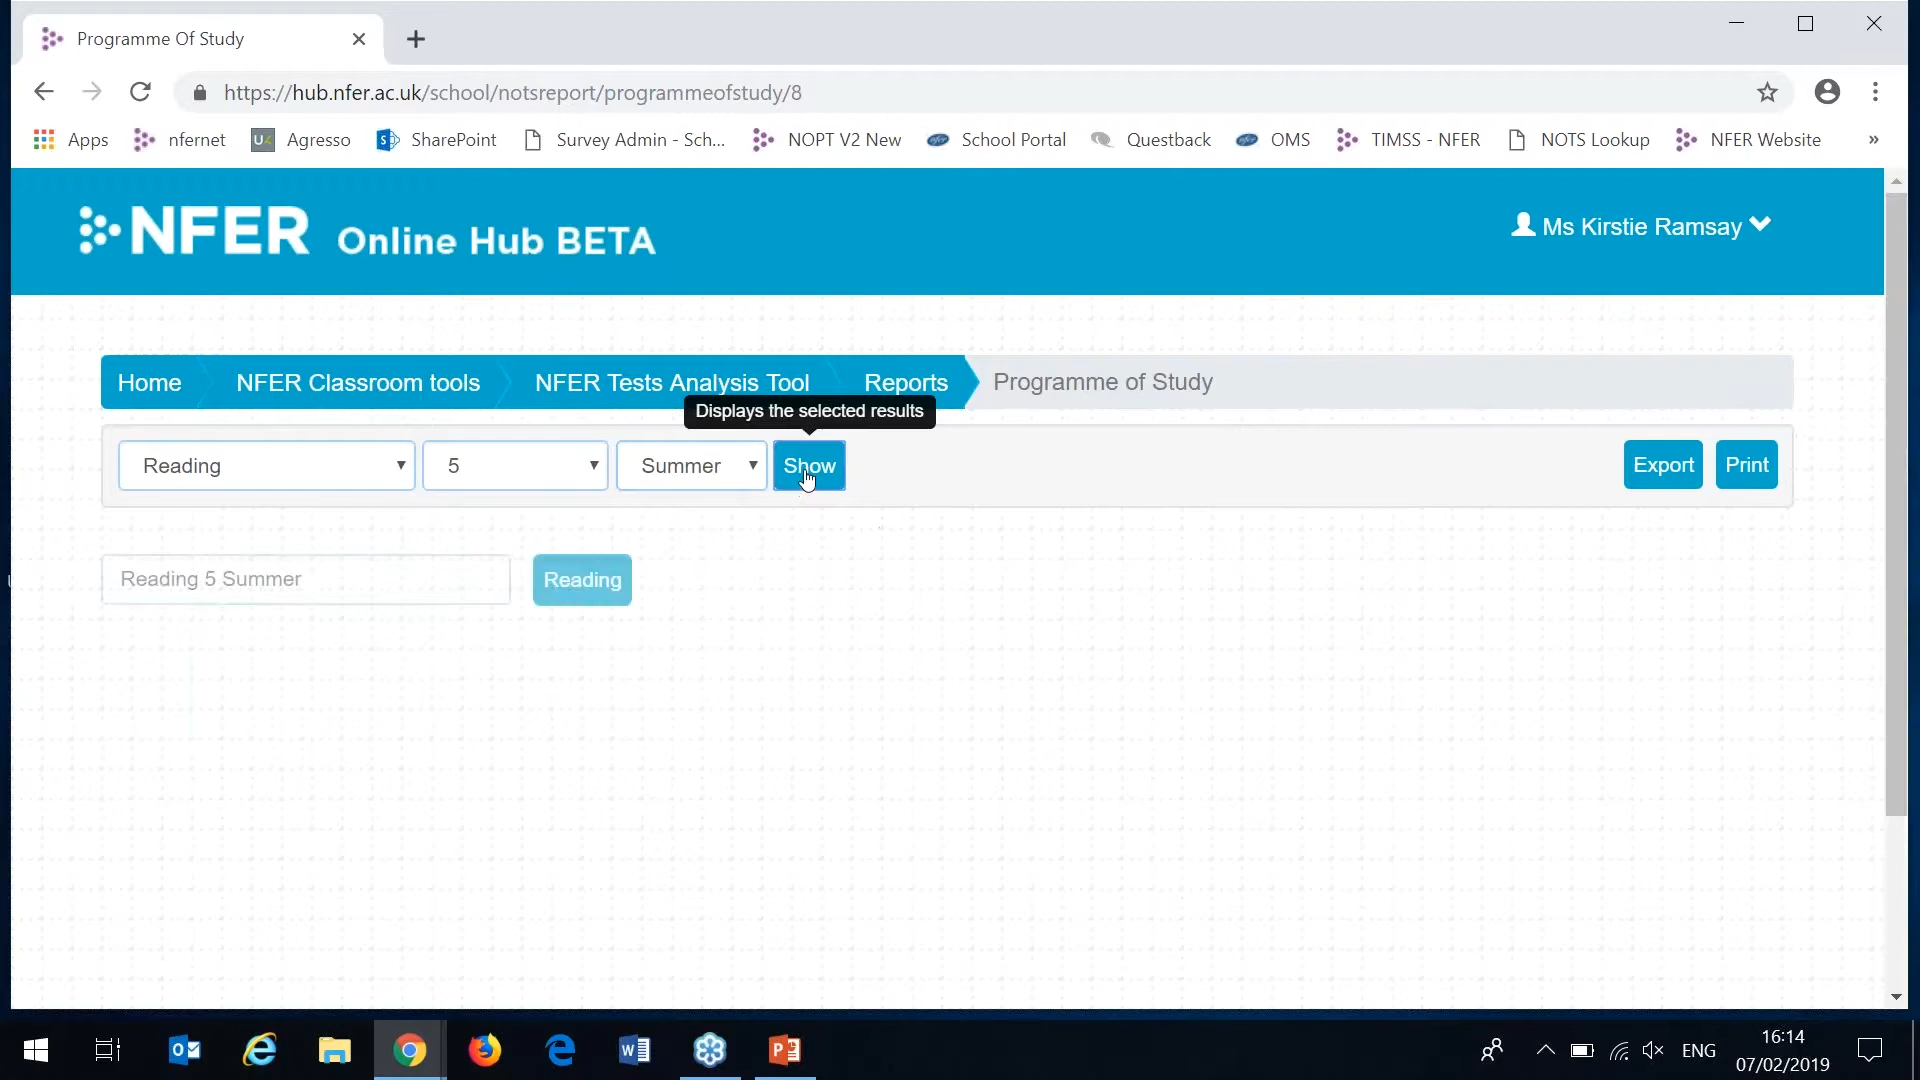 Programme Of Study
https://hub.nfer.ac.uk/school/notsreport/programmeofstudy/8
Apps nfernet Agresso SharePoint Survey Admin - Sch... NOPT V2 New School Portal Questback OMS TIMSS - NFER NOTS Lookup NFER Website »
NFER Online Hub BETA
Ms Kirstie Ramsay
Home NFER Classroom tools NFER Tests Analysis Tool Reports Programme of Study
Displays the selected results
Reading 5 Summer Show Export Print
Reading 5 Summer Reading
ENG
16:14
07/02/2019